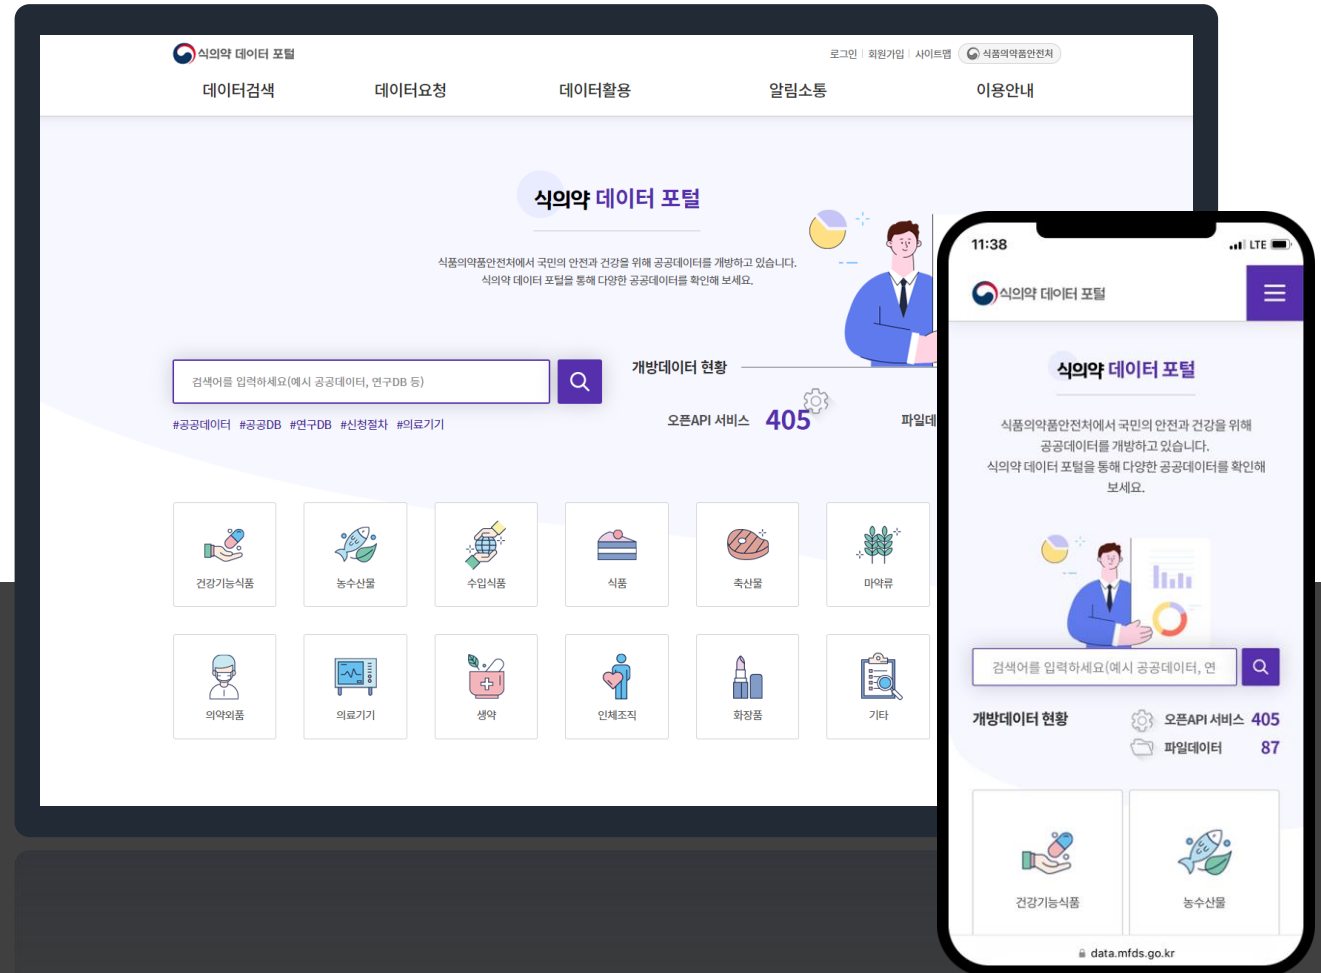 식의약 데이터 포털
로그인
회원가입
사이트맵
식품의약품안전처
데이터검색
데이터요청
데이터활용
알림소통
이용안내
식의약 데이터 포털
식품의약품안전처에서 국민의 안전과 건강을 위해 공공데이터를 개방하고 있습니다.
식의약 데이터 포털을 통해 다양한 공공데이터를 확인해 보세요.
검색어를 입력하세요(예시 공공데이터, 연구DB 등)
#공공데이터 #공공DB #연구DB #신청절차 #의료기기
개방데이터 현황
오픈API 서비스 405
파일데
건강기능식품
농수산물
수입식품
식품
축산물
마약류
의약외품
의료기기
생약
인체조직
화장품
기타
11:38
LTE
식의약 데이터 포털
식의약 데이터 포털
식품의약품안전처에서 국민의 안전과 건강을 위해
공공데이터를 개방하고 있습니다.
식의약 데이터 포털을 통해 다양한 공공데이터를 확인해
보세요.
검색어를 입력하세요(예시 공공데이터, 연
개방데이터 현황
오픈API 서비스 405
파일데이터 87
건강기능식품
농수산물
data.mfds.go.kr